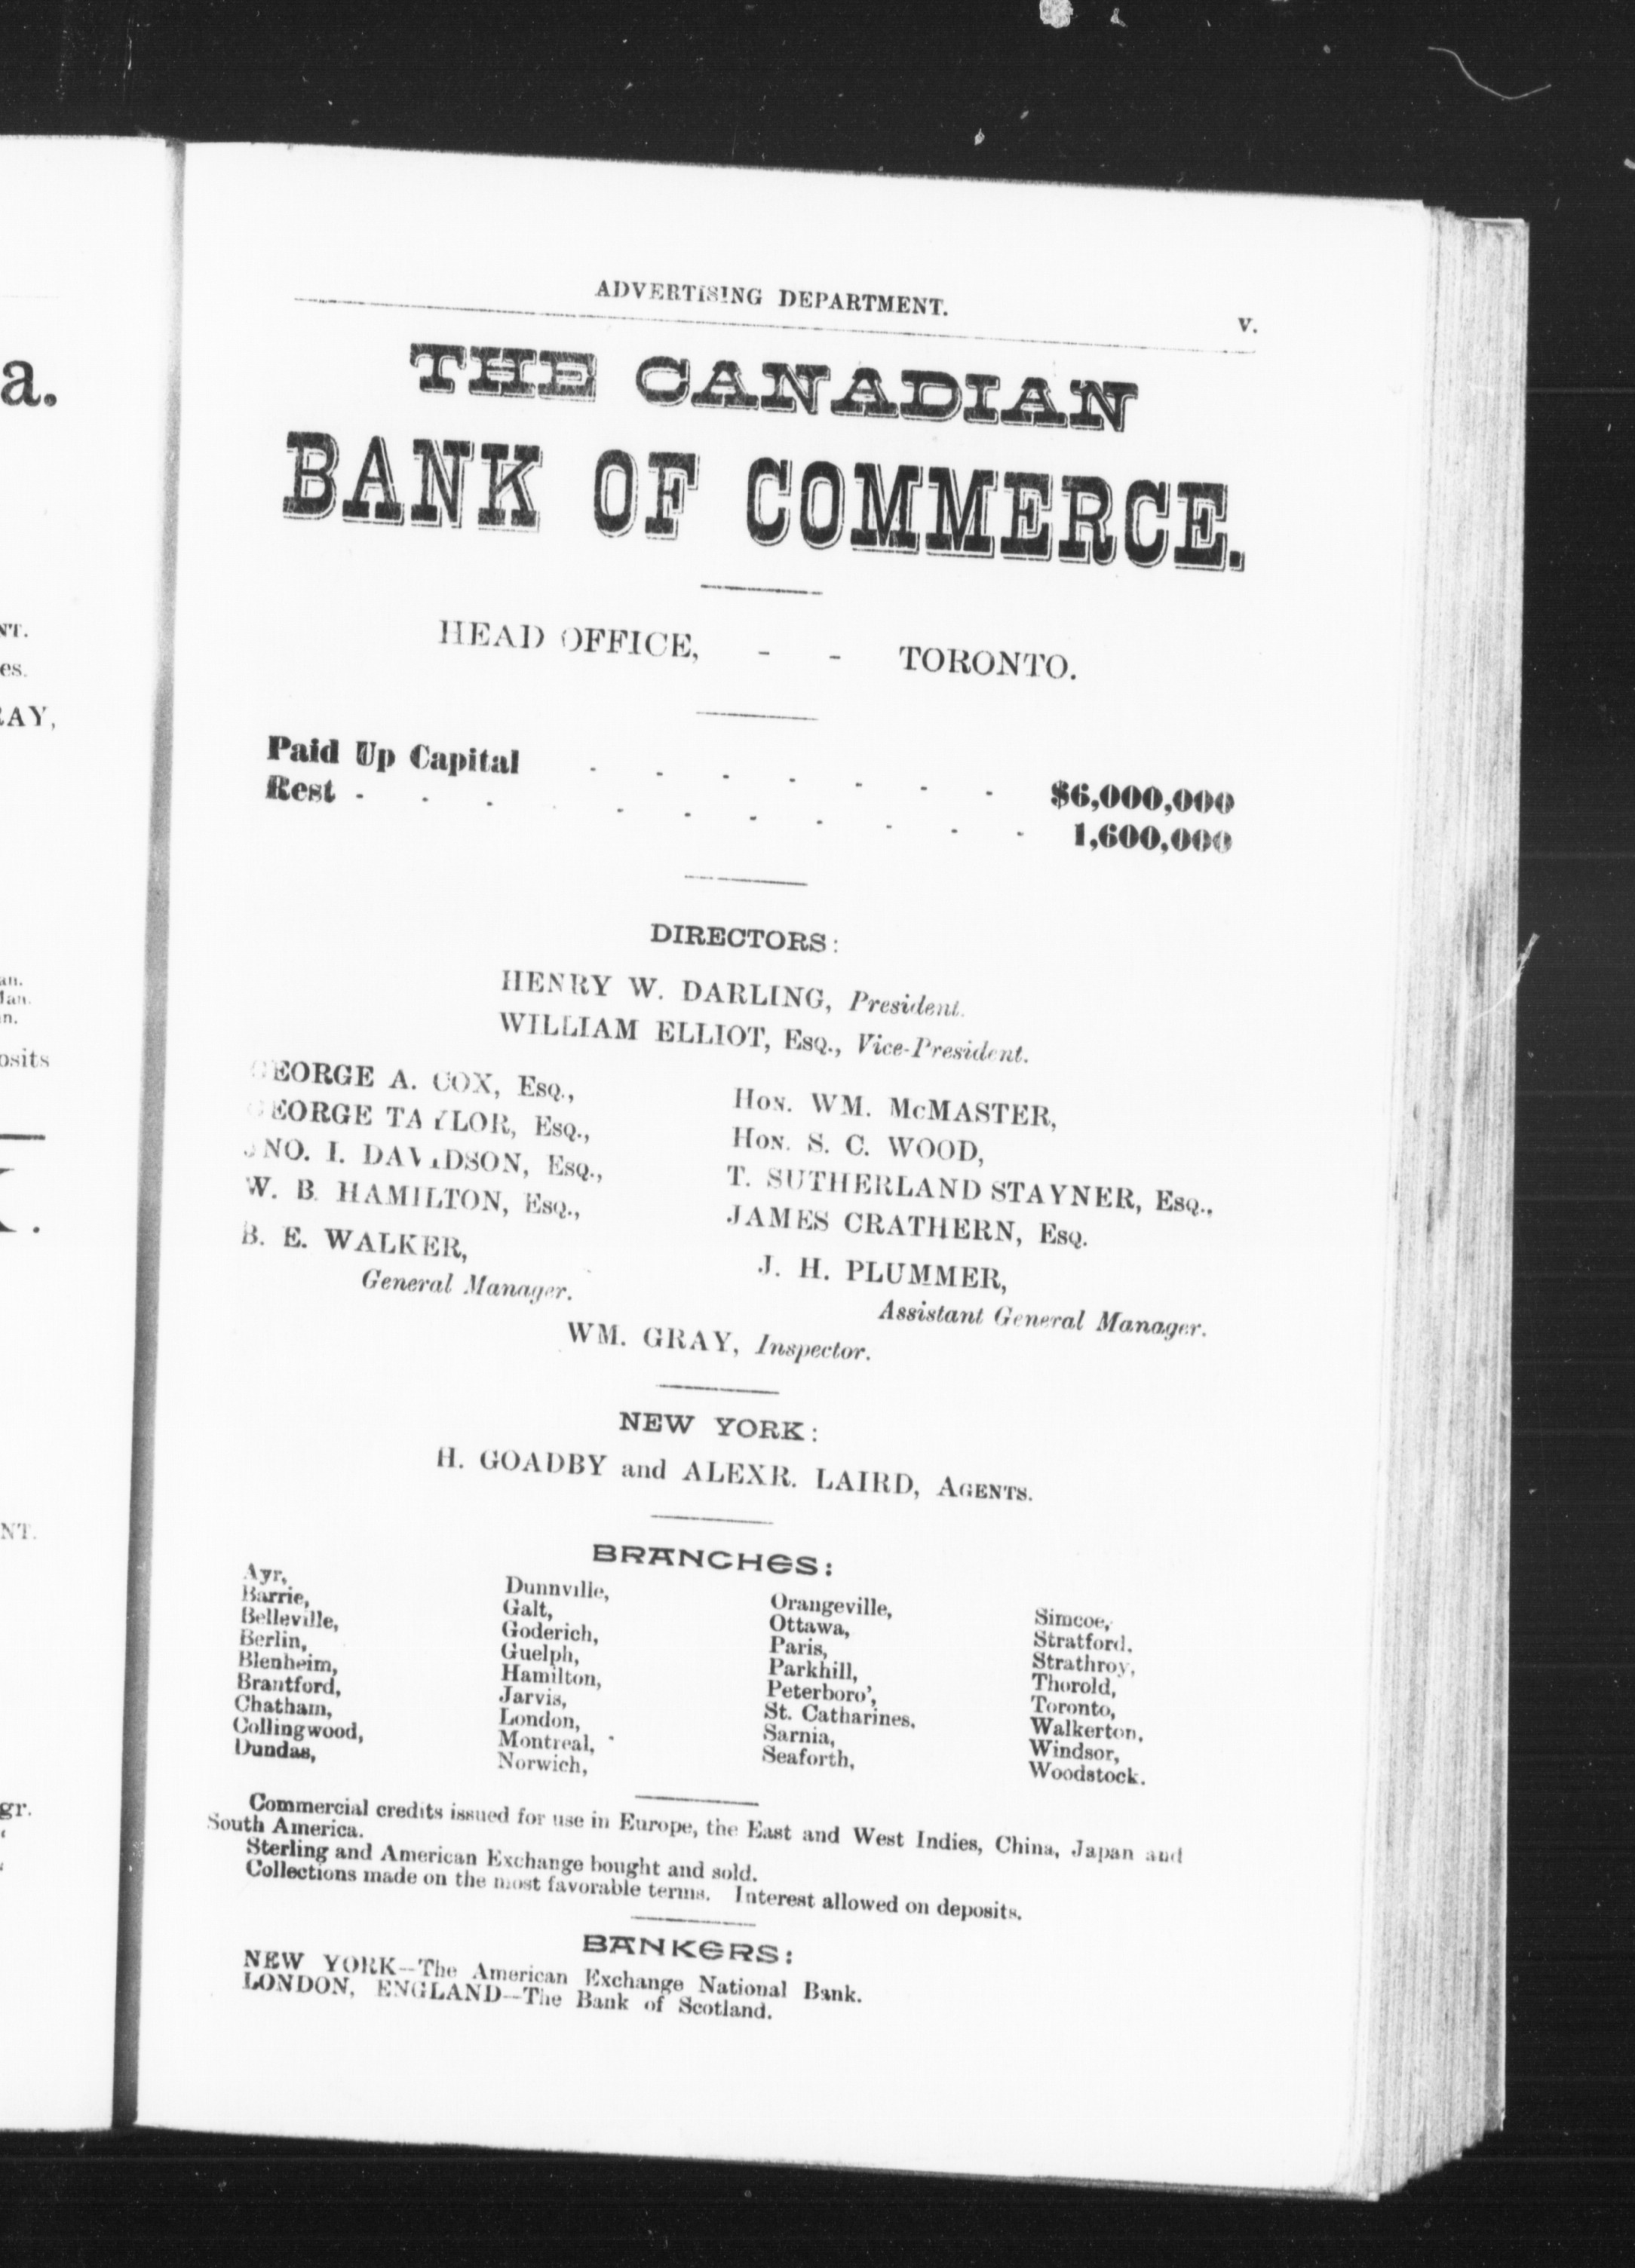 ADVERTISING DEPARTMENT. v.
THE CANADIAN
BANK OF COMMERCE.
HEAD OFFICE, - - TORONTO.
Paid Up Capital - - - - - - - $6,000,000
Rest - - - - - - - - - - 1,600,000
DIRECTORS:
HENRY W. DARLING, President.
WILLIAM ELLIOT, Esq., Vice-President.
GEORGE A. COX, Esq., Hon. WM. McMASTER,
GEORGE TAYLOR, Esq., Hon. S. C. WOOD,
JNO. I. DAVIDSON, Esq., T. SUTHERLAND STAYNER, Esq.,
W. B. HAMILTON, Esq., JAMES CRATHERN, Esq.
B. E. WALKER, J. H. PLUMMER,
General Manager. Assistant General Manager.
WM. GRAY, Inspector.
NEW YORK:
H. GOADBY and ALEXR. LAIRD, Agents.
BRANCHES:
Ayr, Dunnville, Orangeville, Simcoe,
Barrie, Galt, Ottawa, Stratford,
Belleville, Goderich, Paris, Strathroy,
Berlin, Guelph, Parkhill, Thorold,
Blenheim, Hamilton, Peterboro', Toronto,
Brantford, Jarvis, St. Catharines, Walkerton,
Chatham, London, Sarnia, Windsor,
Collingwood, Montreal, Seaforth, Woodstock.
Dundas, Norwich,
Commercial credits issued for use in Europe, the East and West Indies, China, Japan and
South America.
Sterling and American Exchange bought and sold.
Collections made on the most favorable terms. Interest allowed on deposits.
BANKERS:
NEW YORK—The American Exchange National Bank.
LONDON, ENGLAND—The Bank of Scotland.